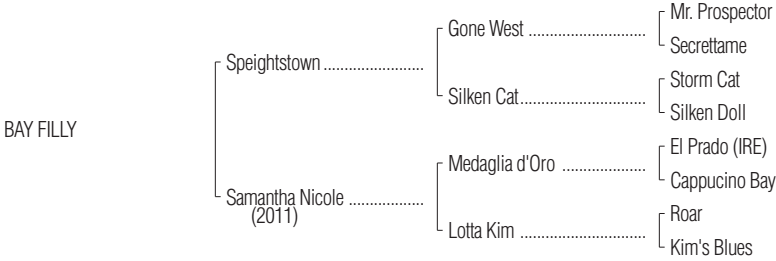 Mr. Prospector
Gone West ..............................
Secrettame
Speightstown .......................
Storm Cat
Silken Cat................................
Silken Doll
BAY FILLY
El Prado (IRE)
Medaglia d'Oro .....................
Cappucino Bay
Samantha Nicole ..................
(2011)
Roar
Lotta Kim ................................
Kim's Blues